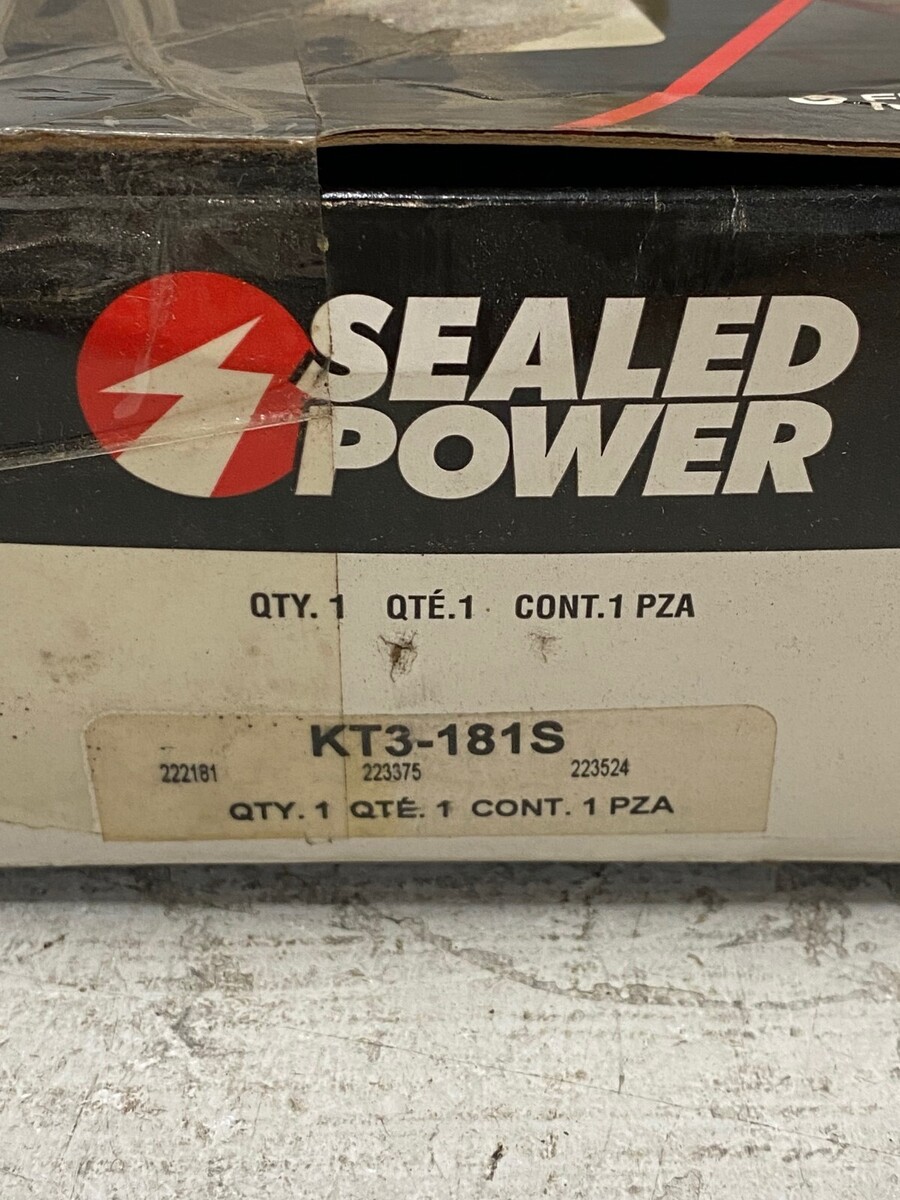 SEALED
POWER
QTY. 1 QTÉ.1 CONT.1 PZA
KT3-181S
222181 223375 223524
QTY. 1 QTÉ. 1 CONT. 1 PZA